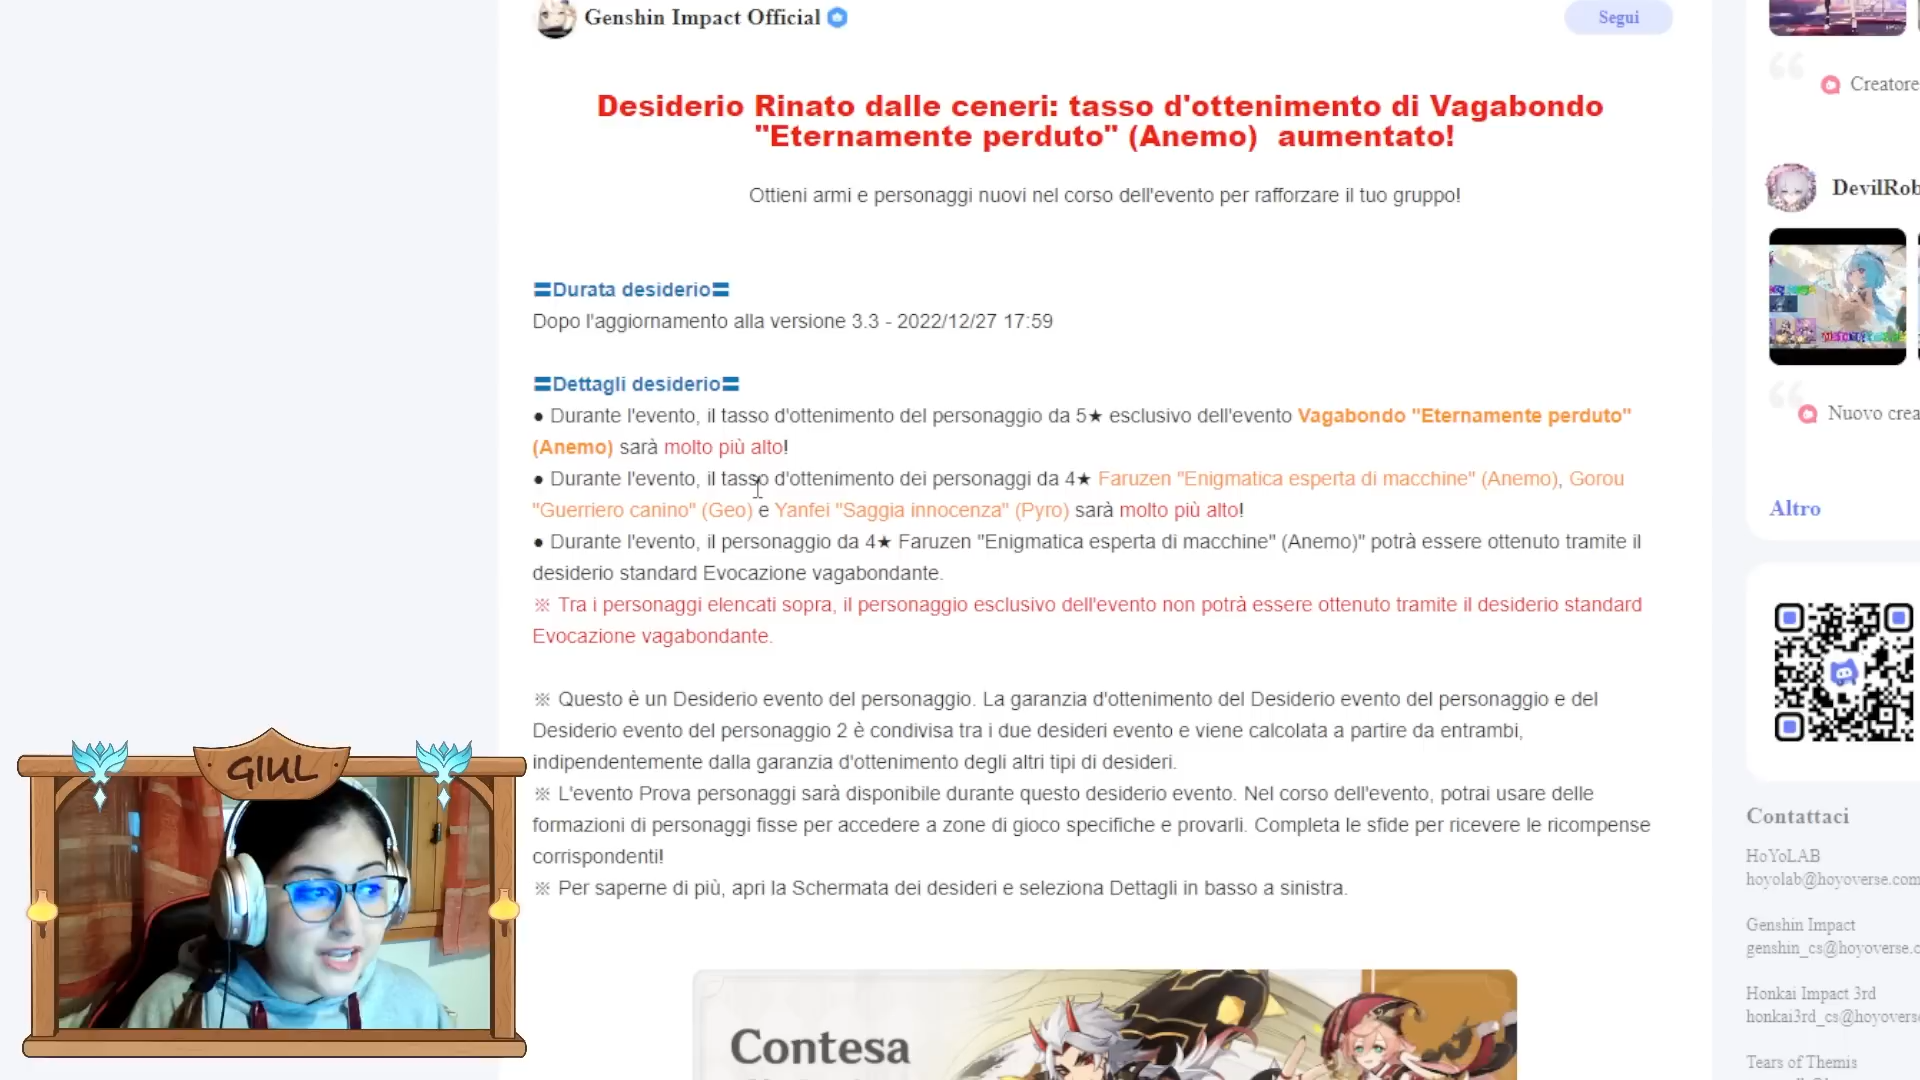 Genshin Impact Official
Segui
Desiderio Rinato dalle ceneri: tasso d'ottenimento di Vagabondo
"Eternamente perduto" (Anemo) aumentato!
Ottieni armi e personaggi nuovi nel corso dell'evento per rafforzare il tuo gruppo!
〓Durata desiderio〓
Dopo l'aggiornamento alla versione 3.3 - 2022/12/27 17:59
〓Dettagli desiderio〓
● Durante l'evento, il tasso d'ottenimento del personaggio da 5★ esclusivo dell'evento Vagabondo "Eternamente perduto"
(Anemo) sarà molto più alto!
● Durante l'evento, il tasso d'ottenimento dei personaggi da 4★ Faruzen "Enigmatica esperta di macchine" (Anemo), Gorou
"Guerriero canino" (Geo) e Yanfei "Saggia innocenza" (Pyro) sarà molto più alto!
● Durante l'evento, il personaggio da 4★ Faruzen "Enigmatica esperta di macchine" (Anemo)" potrà essere ottenuto tramite il
desiderio standard Evocazione vagabondante.
※ Tra i personaggi elencati sopra, il personaggio esclusivo dell'evento non potrà essere ottenuto tramite il desiderio standard
Evocazione vagabondante.
※ Questo è un Desiderio evento del personaggio. La garanzia d'ottenimento del Desiderio evento del personaggio e del
Desiderio evento del personaggio 2 è condivisa tra i due desideri evento e viene calcolata a partire da entrambi,
indipendentemente dalla garanzia d'ottenimento degli altri tipi di desideri.
※ L'evento Prova personaggi sarà disponibile durante questo desiderio evento. Nel corso dell'evento, potrai usare delle
formazioni di personaggi fisse per accedere a zone di gioco specifiche e provarli. Completa le sfide per ricevere le ricompense
corrispondenti!
※ Per saperne di più, apri la Schermata dei desideri e seleziona Dettagli in basso a sinistra.
Contesa
GIUL
Creatore
DevilRob
Nuovo crea
Altro
Contattaci
HoYoLAB
hoyolab@hoyoverse.com
Genshin Impact
genshin_cs@hoyoverse.c
Honkai Impact 3rd
honkai3rd_cs@hoyoverse
Tears of Themis